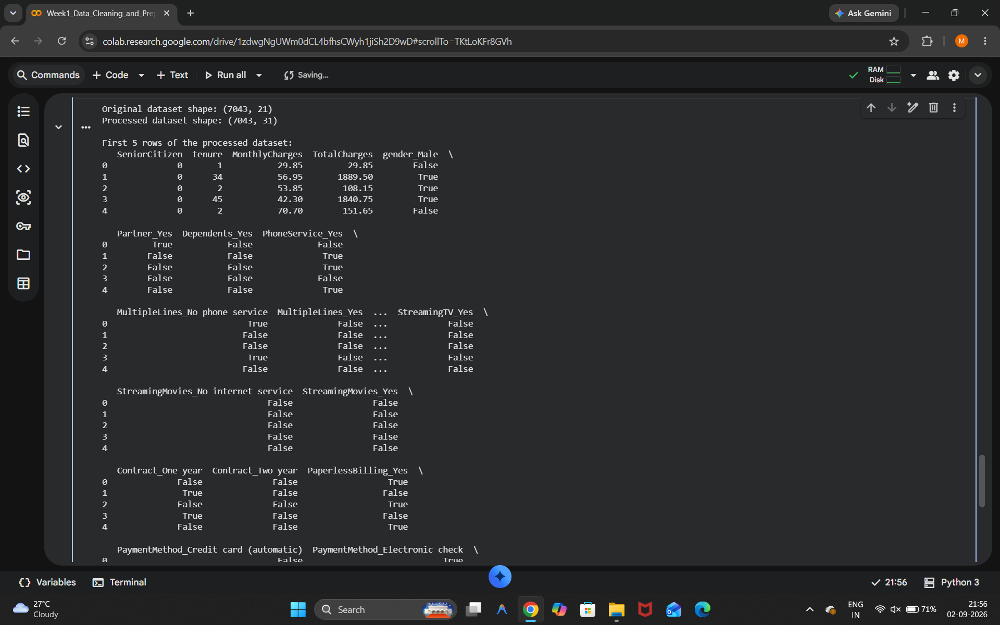 Week1_Data_Cleaning_and_Pre
Ask Gemini
colab.research.google.com/drive/1zdwgNgUWm0dCL4bfhsCWyh1jiSh2D9wD#scrollTo=TKtLoKFr8GVh
M
Commands + Code + Text Run all Saving...
RAM
Disk
Original dataset shape: (7043, 21)
Processed dataset shape: (7043, 31)
First 5 rows of the processed dataset:
SeniorCitizen tenure MonthlyCharges TotalCharges gender_Male \
0 0 1 29.85 29.85 False
1 0 34 56.95 1889.50 True
2 0 2 53.85 108.15 True
3 0 45 42.30 1840.75 True
4 0 2 70.70 151.65 False
Partner_Yes Dependents_Yes PhoneService_Yes \
0 True False False
1 False False True
2 False False True
3 False False False
4 False False True
MultipleLines_No phone service MultipleLines_Yes ... StreamingTV_Yes \
0 True False ... False
1 False False ... False
2 False False ... False
3 True False ... False
4 False False ... False
StreamingMovies_No internet service StreamingMovies_Yes \
0 False False
1 False False
2 False False
3 False False
4 False False
Contract_One year Contract_Two year PaperlessBilling_Yes \
0 False False True
1 True False False
2 False False True
3 True False False
4 False False True
PaymentMethod_Credit card (automatic) PaymentMethod_Electronic check \
0 False True
Variables Terminal
21:56 Python 3
27°C
Cloudy
Search
ENG
IN
71%
21:56
02-09-2026